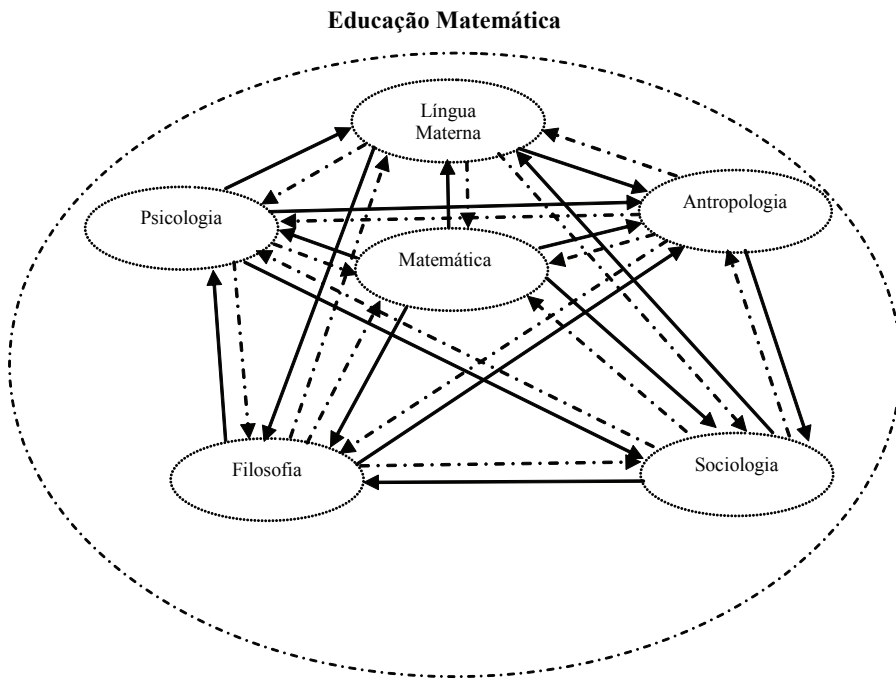 Educação Matemática
Língua
Materna
Psicologia
Antropologia
Matemática
Filosofia
Sociologia